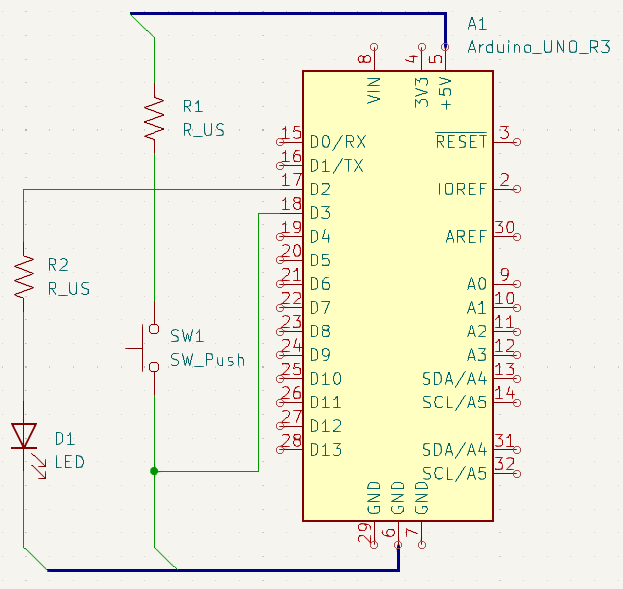 A1
Arduino_UNO_R3
R1
R_US
R2
R_US
SW1
SW_Push
D1
LED
8
4
5
VIN
3V3
+5V
15
D0/RX
16
D1/TX
17
D2
18
D3
19
D4
20
D5
21
D6
22
D7
23
D8
24
D9
25
D10
26
D11
27
D12
28
D13
RESET
3
IOREF
2
AREF
30
A0
9
A1
10
A2
11
A3
12
SDA/A4
13
SCL/A5
14
SDA/A4
31
SCL/A5
32
GND
GND
GND
29
6
7